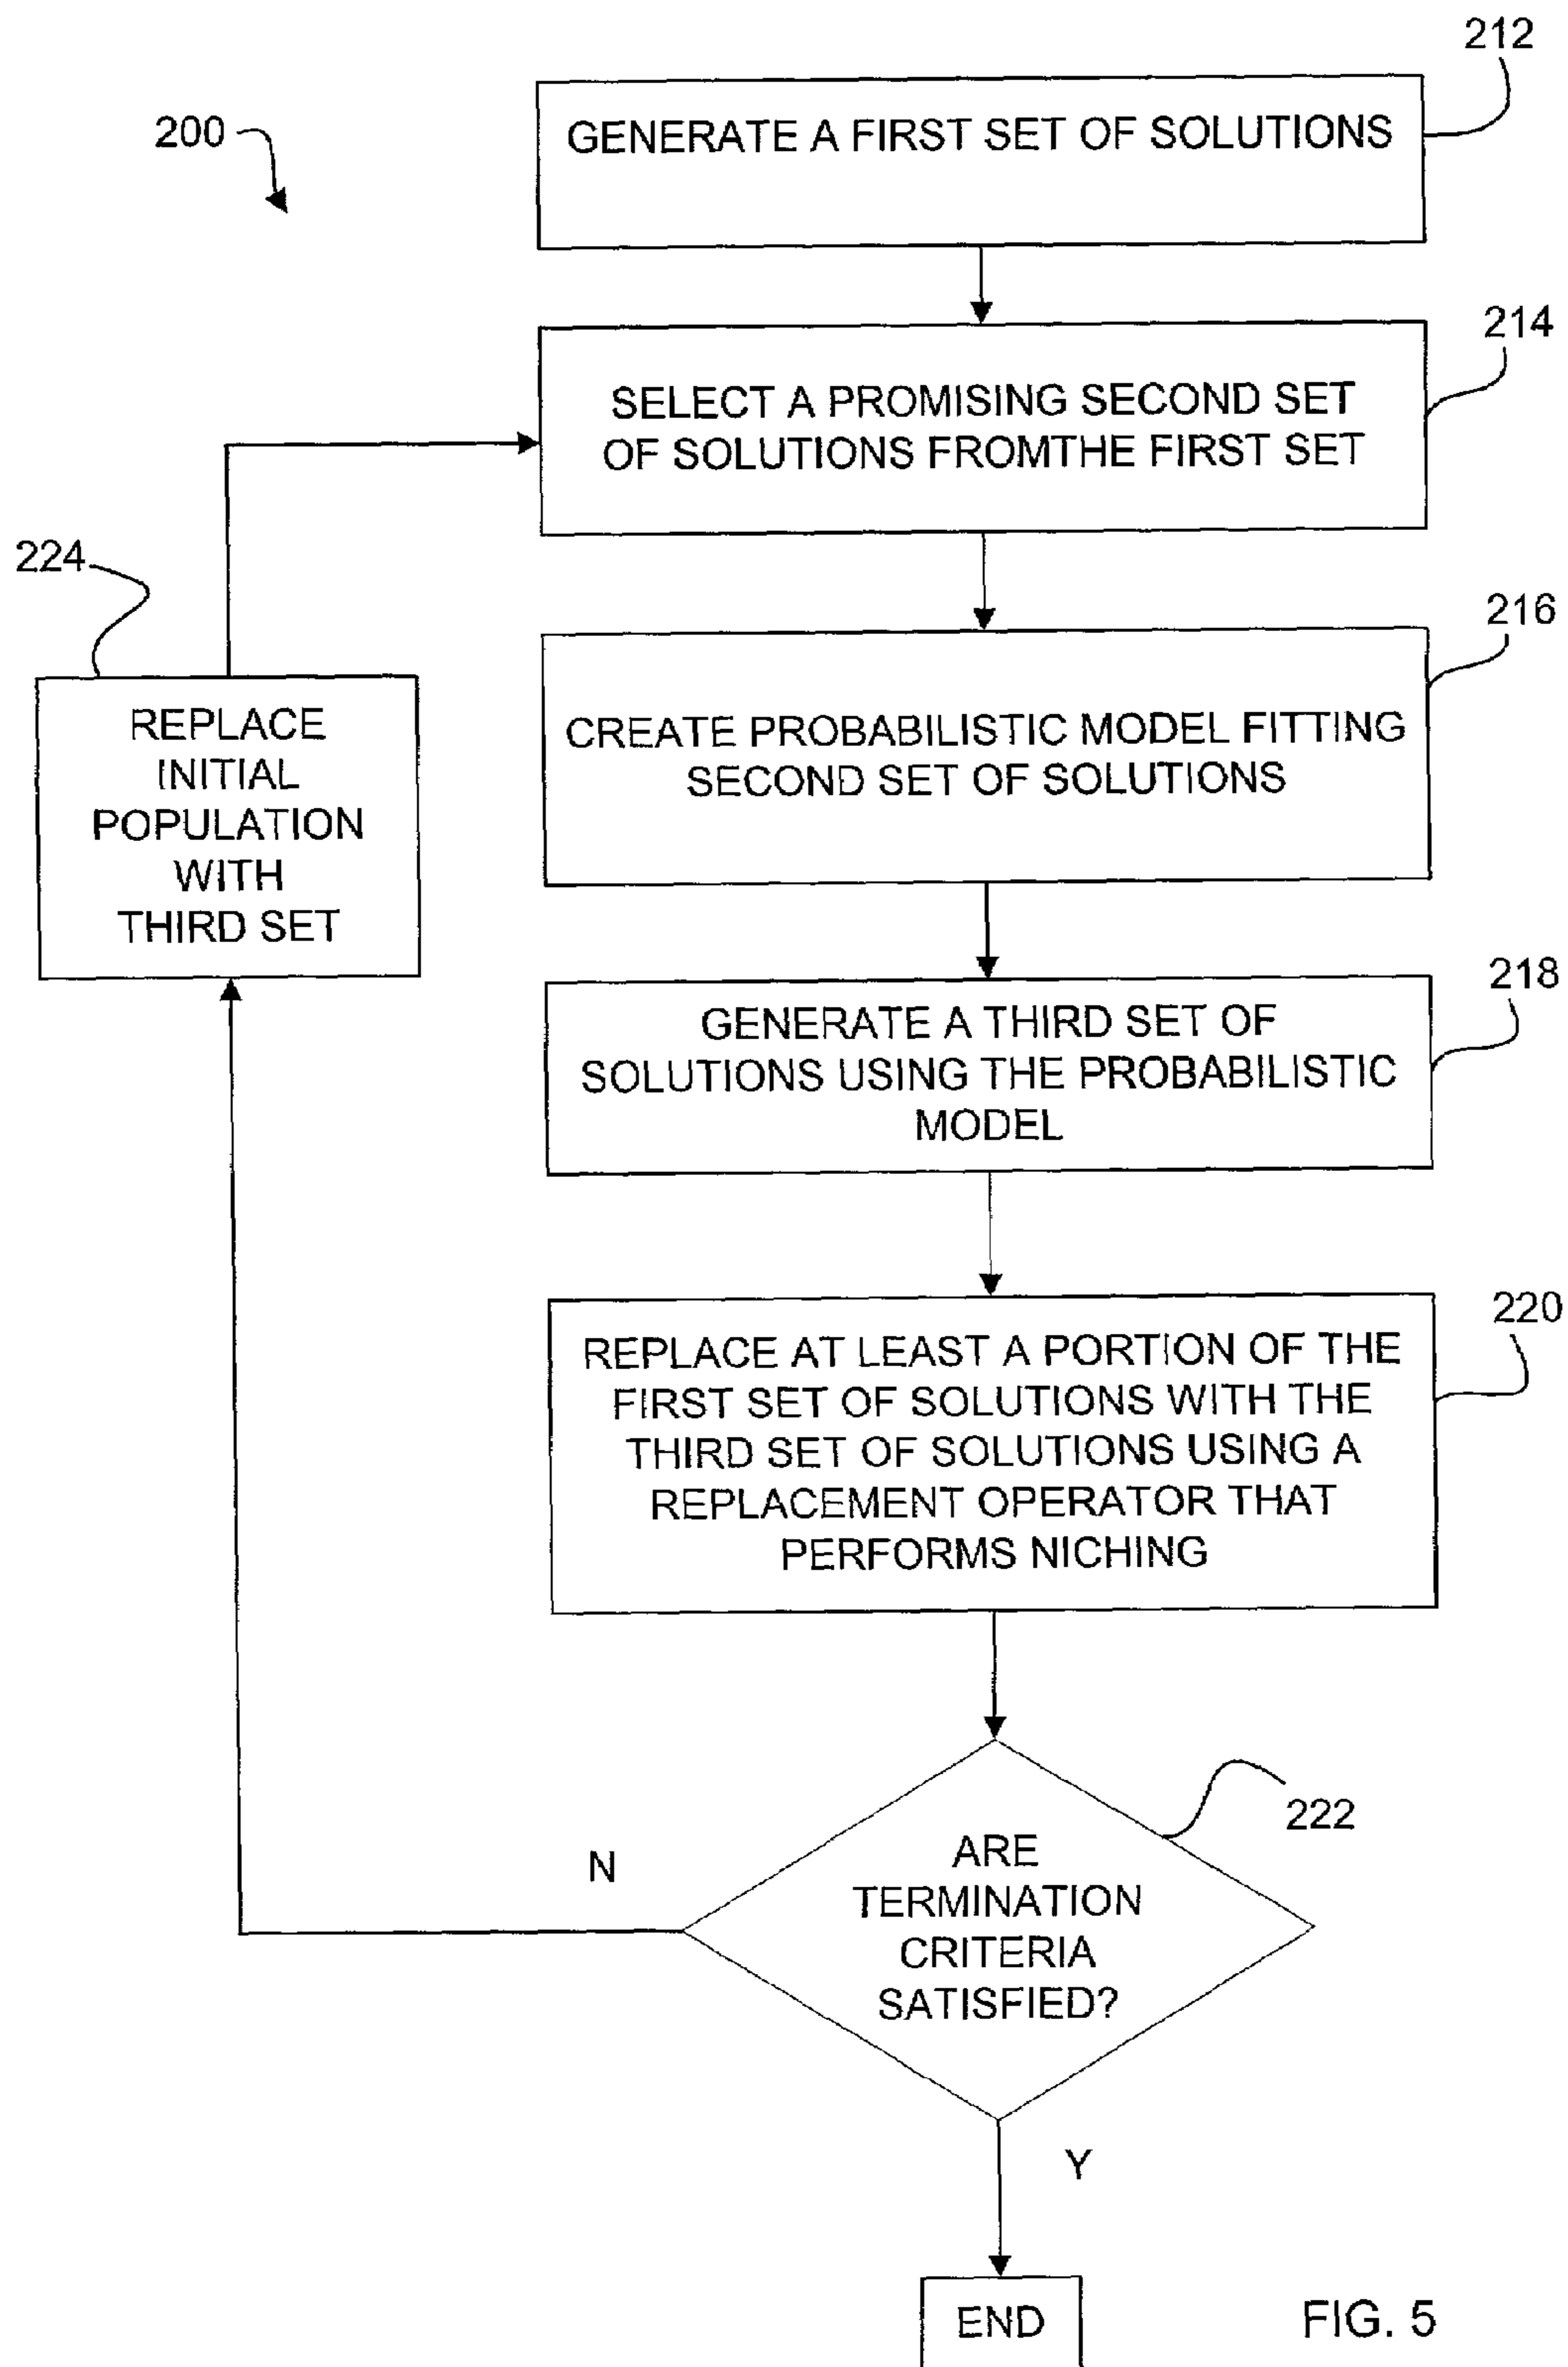 212
200
GENERATE A FIRST SET OF SOLUTIONS
214
SELECT A PROMISING SECOND SET
OF SOLUTIONS FROMTHE FIRST SET
224
216
REPLACE
INITIAL
POPULATION
WITH
THIRD SET
CREATE PROBABILISTIC MODEL FITTING
SECOND SET OF SOLUTIONS
218
GENERATE A THIRD SET OF
SOLUTIONS USING THE PROBABILISTIC
MODEL
220
REPLACE AT LEAST A PORTION OF THE
FIRST SET OF SOLUTIONS WITH THE
THIRD SET OF SOLUTIONS USING A
REPLACEMENT OPERATOR THAT
PERFORMS NICHING
222
N
ARE
TERMINATION
CRITERIA
SATISFIED?
Y
END
FIG. 5